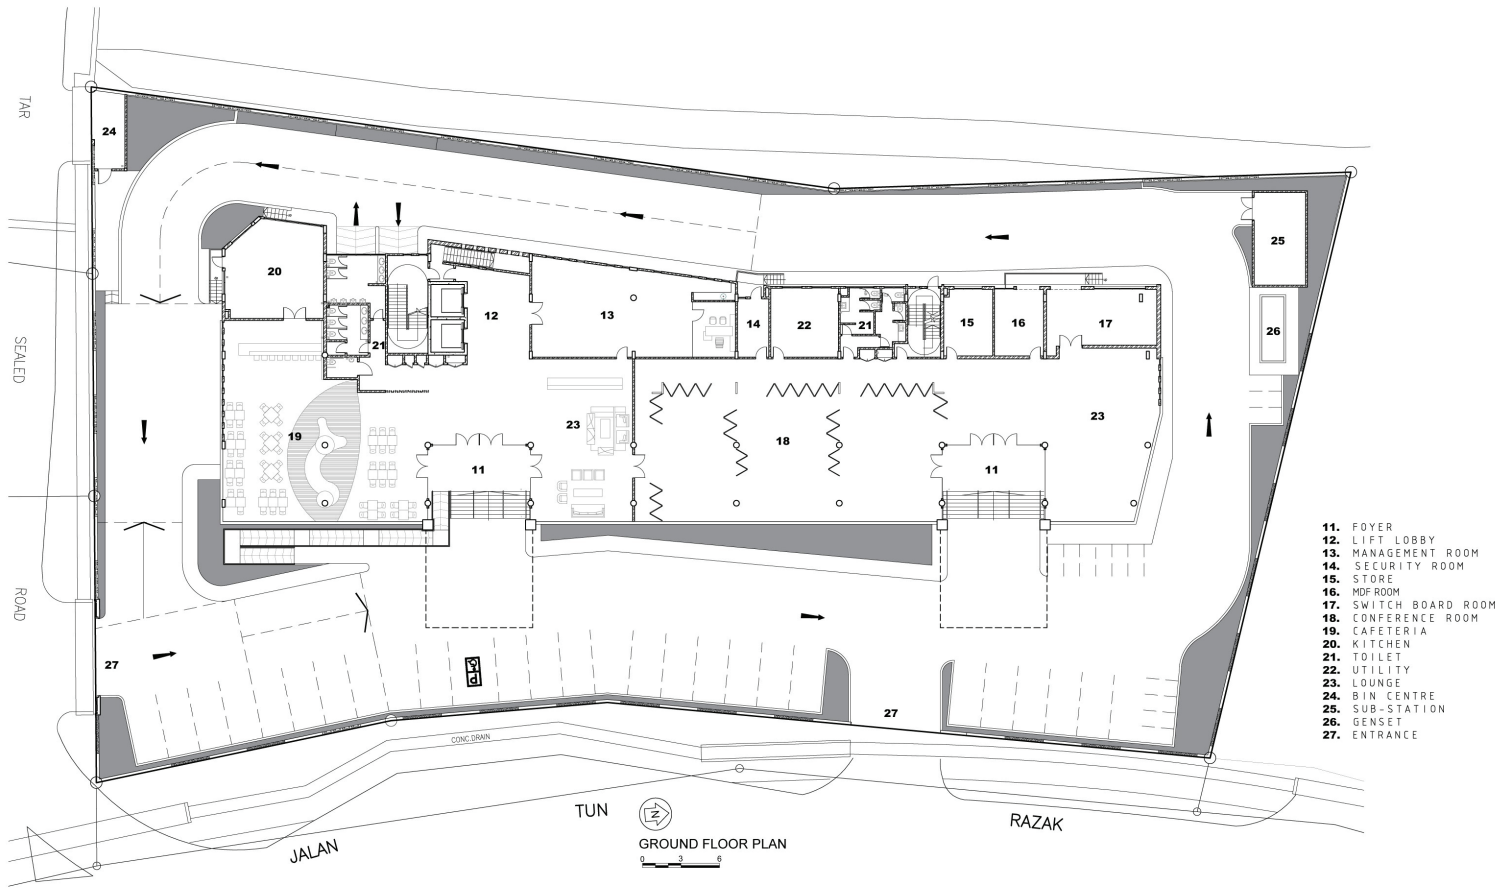 TAR
24
25
20
13
12
14
22
21
15
16
17
26
SEALED
21
23
23
19
18
11
11
11. FOYER
12. LIFT LOBBY
13. MANAGEMENT ROOM
14. SECURITY ROOM
15. STORE
16. MDF ROOM
17. SWITCH BOARD ROOM
18. CONFERENCE ROOM
19. CAFETERIA
20. KITCHEN
21. TOILET
22. UTILITY
23. LOUNGE
24. BIN CENTRE
25. SUB-STATION
26. GENSET
27. ENTRANCE
ROAD
27
27
CONC.DRAIN
JALAN
TUN
RAZAK
N
GROUND FLOOR PLAN
0 3 6